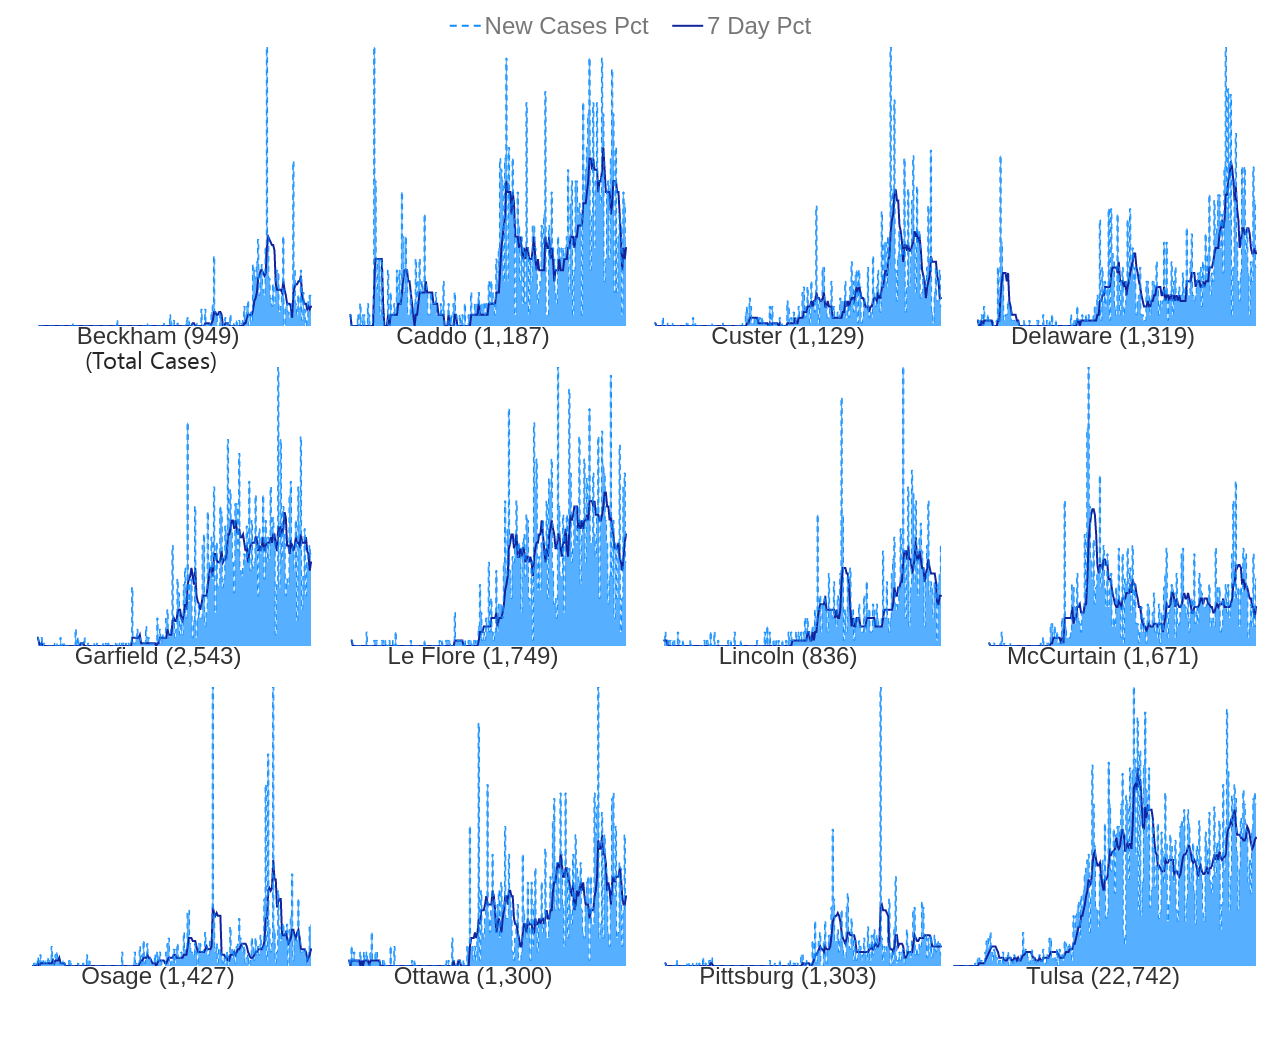 New Cases Pct 7 Day Pct
Beckham (949) Caddo (1,187) Custer (1,129) Delaware (1,319)
(Total Cases)
Garfield (2,543) Le Flore (1,749) Lincoln (836) McCurtain (1,671)
Osage (1,427) Ottawa (1,300) Pittsburg (1,303) Tulsa (22,742)